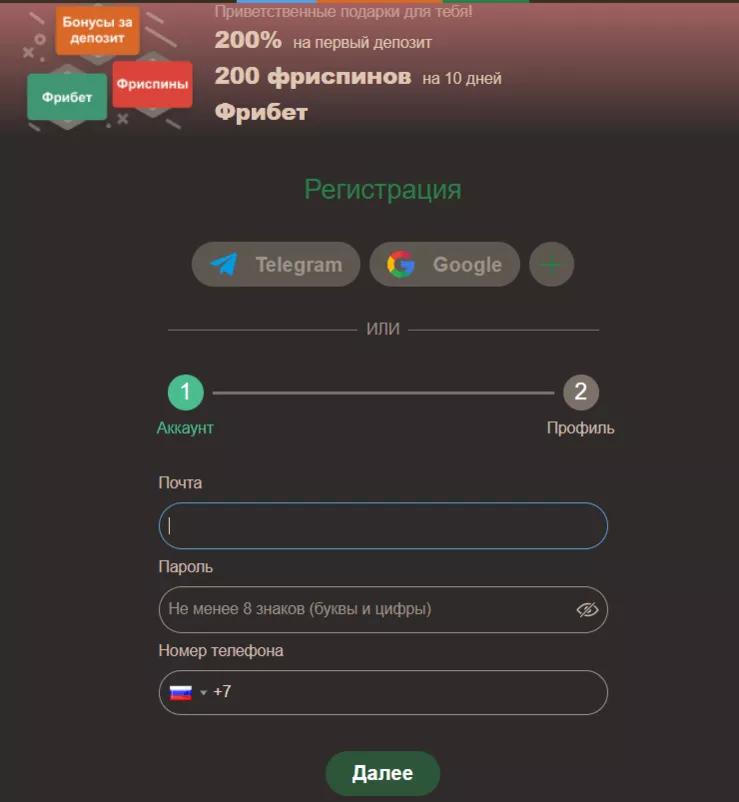 Бонусы за
депозит
Фрибет
Фриспины
Приветственные подарки для тебя!
200% на первый депозит
200 фриспинов на 10 дней
Фрибет
Регистрация
Telegram
Google
+
ИЛИ
1
2
Аккаунт
Профиль
Почта
Пароль
Не менее 8 знаков (буквы и цифры)
Номер телефона
+7
Далее